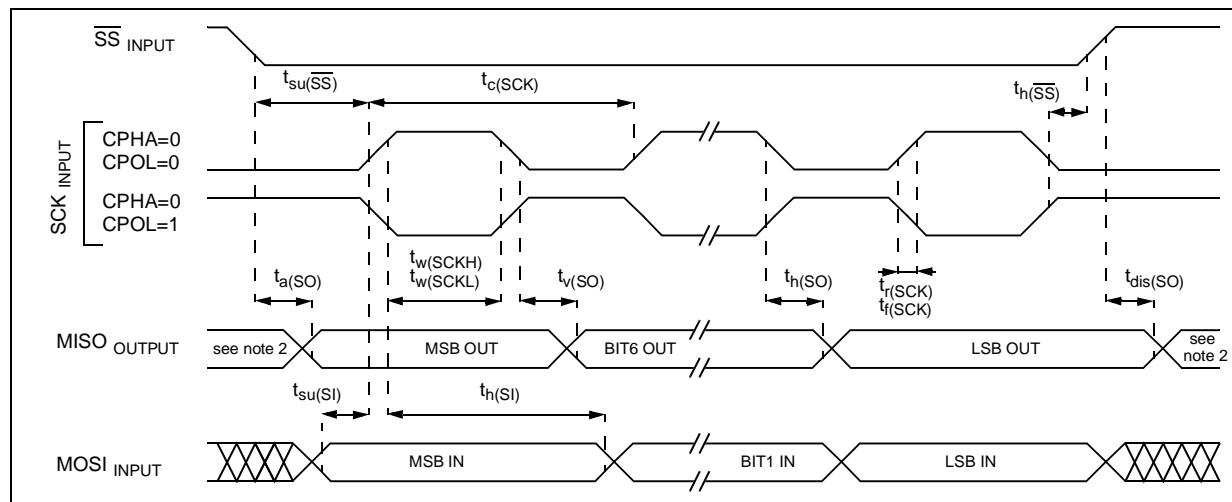 SS INPUT
tsu(SS)
tc(SCK)
th(SS)
SCK INPUT
CPHA=0
CPOL=0
CPHA=0
CPOL=1
ta(SO)
tw(SCKH)
tw(SCKL)
tv(SO)
th(SO)
tr(SCK)
tf(SCK)
tdis(SO)
MISO OUTPUT
see note 2
MSB OUT
BIT6 OUT
LSB OUT
see
note 2
tsu(SI)
th(SI)
MOSI INPUT
MSB IN
BIT1 IN
LSB IN